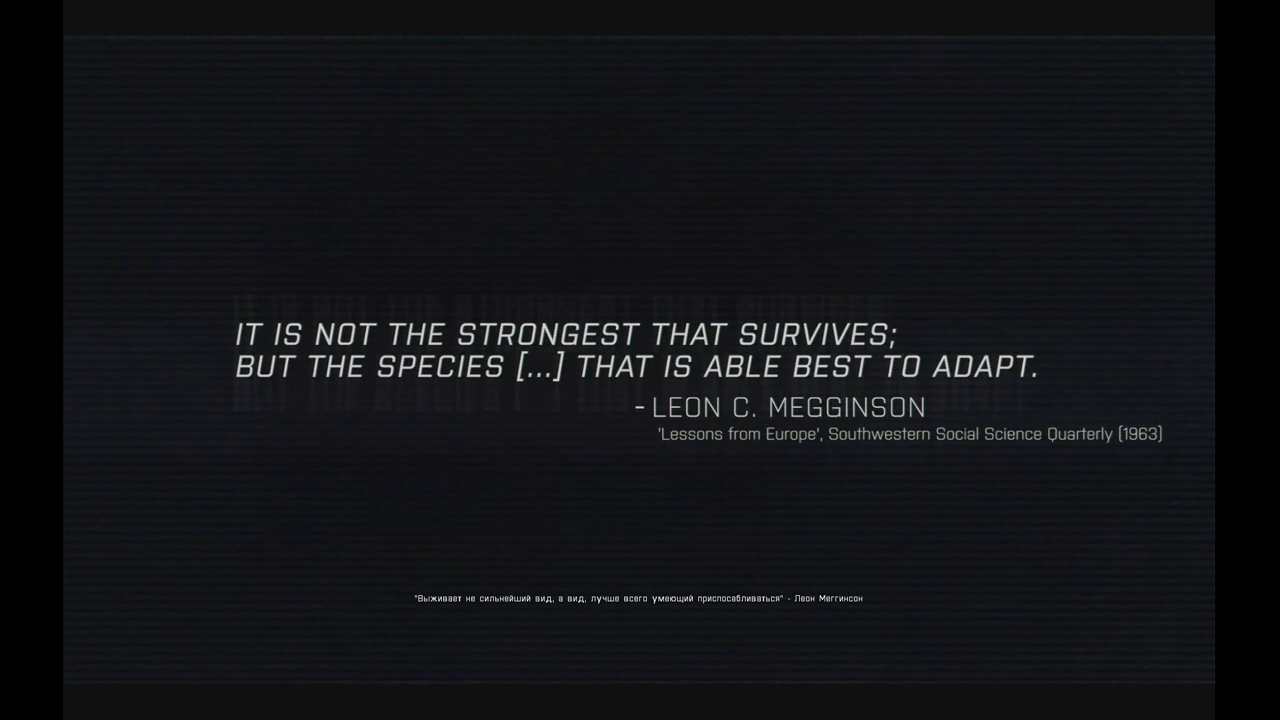 IT IS NOT THE STRONGEST THAT SURVIVES;
BUT THE SPECIES [...] THAT IS ABLE BEST TO ADAPT.
- LEON C. MEGGINSON
'Lessons from Europe', Southwestern Social Science Quarterly (1963)
"Выживает не сильнейший вид, а вид, лучше всего умеющий приспосабливаться" - Леон Меггинсон